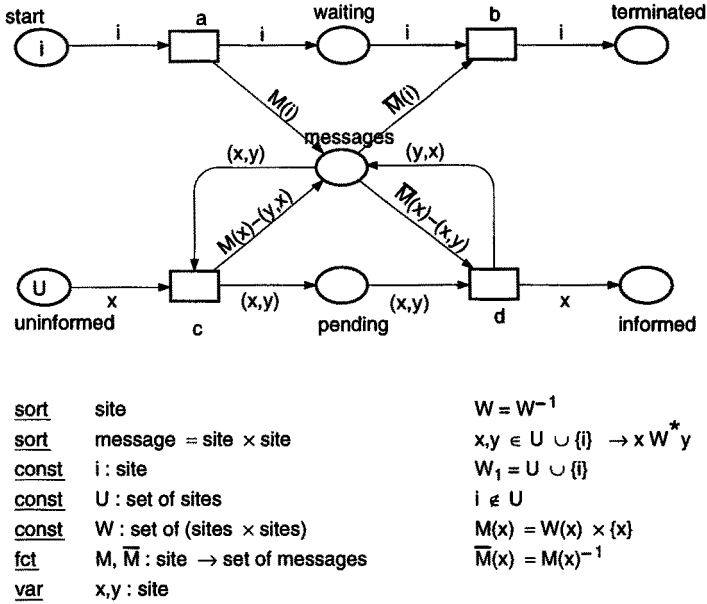 start
waiting
b
terminated
a
i
i
i
i
i
M(i)
M̅(i)
messages
(x,y)
(y,x)
M(x)–(y,x)
M̅(x)–(x,y)
U
x
(x,y)
(x,y)
x
uninformed
c
pending
d
informed
sort site
W = W⁻¹
sort message = site × site
x,y ∈ U ∪ {i} → x W* y
const i : site
W₁ = U ∪ {i}
const U : set of sites
i ∉ U
const W : set of (sites × sites)
M(x) = W(x) × {x}
fct M, M̅ : site → set of messages
M̅(x) = M(x)⁻¹
var x,y : site